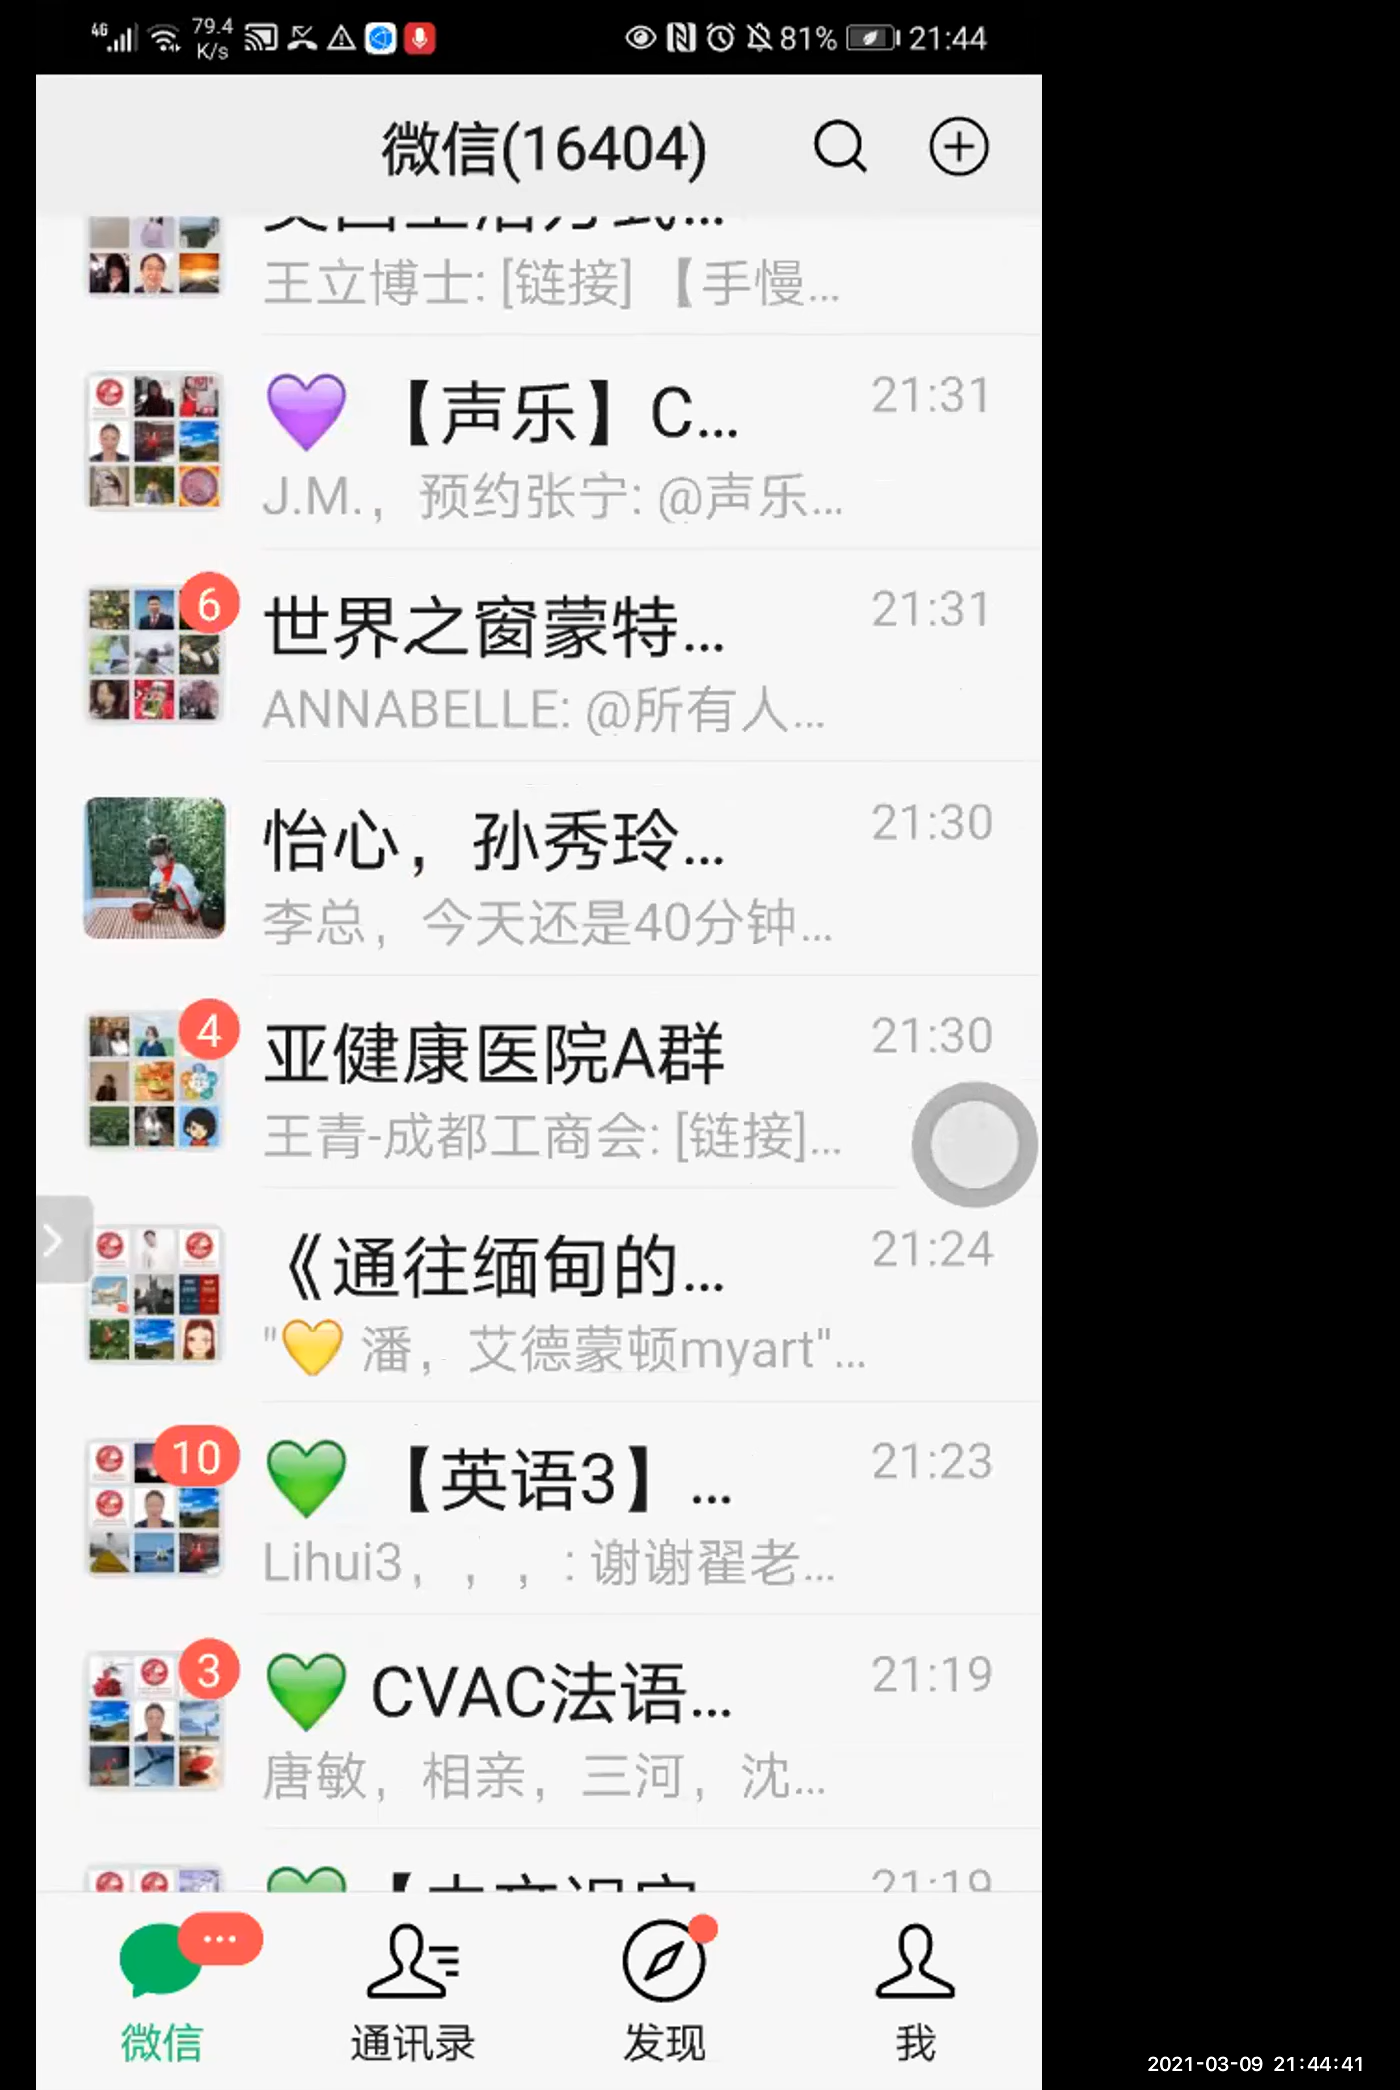 4G 79.4 K/s 81% 21:44
微信(16404)
王立博士: [链接] 【手慢...
💜 【声乐】C... 21:31
J.M.，预约张宁: @声乐...
6 世界之窗蒙特... 21:31
ANNABELLE: @所有人...
怡心，孙秀玲... 21:30
李总，今天还是40分钟...
4 亚健康医院A群 21:30
王青-成都工商会: [链接]...
《通往缅甸的... 21:24
"💛 潘，艾德蒙顿myart"...
10 💚 【英语3】 ... 21:23
Lihui3，，，: 谢谢翟老...
3 💚 CVAC法语... 21:19
唐敏，相亲，三河，沈...
21:19
微信 通讯录 发现 我
2021-03-09 21:44:41